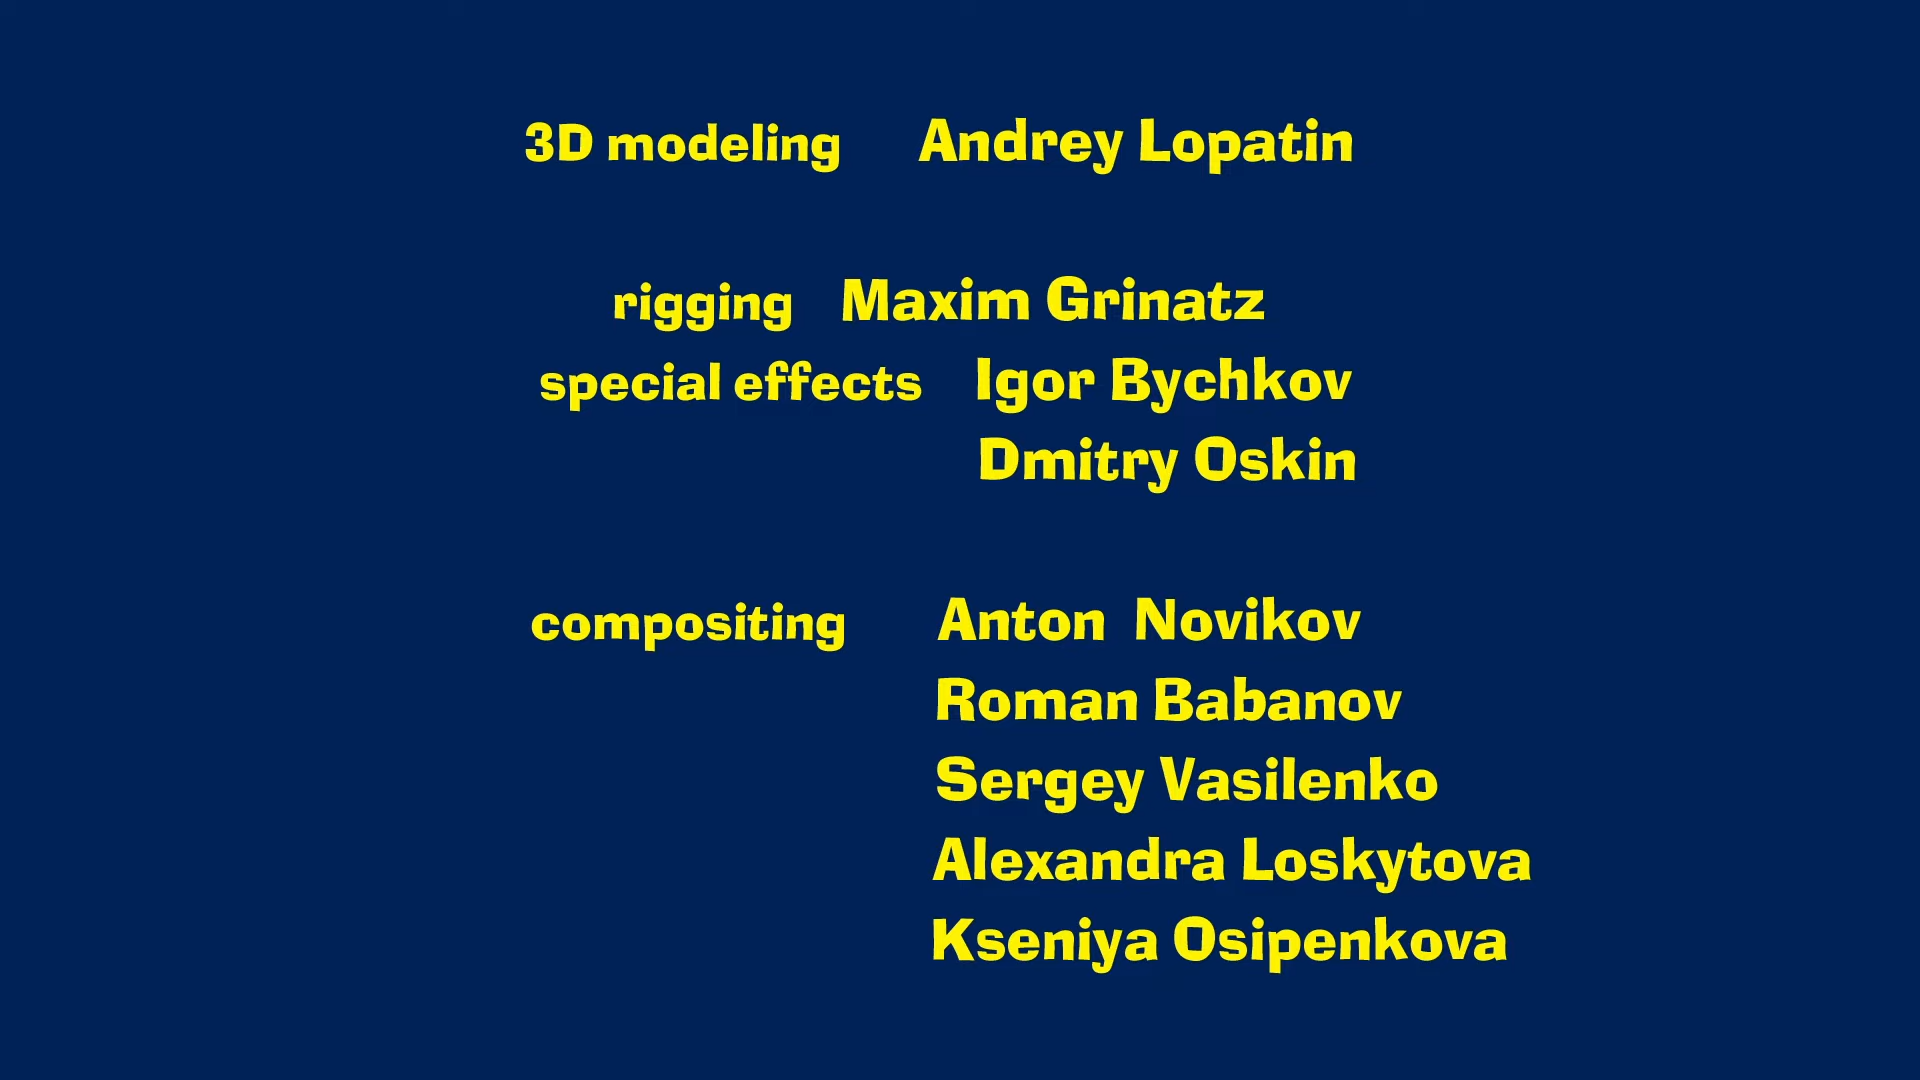 3D modeling Andrey Lopatin
rigging Maxim Grinatz
special effects Igor Bychkov
Dmitry Oskin
compositing Anton Novikov
Roman Babanov
Sergey Vasilenko
Alexandra Loskytova
Kseniya Osipenkova